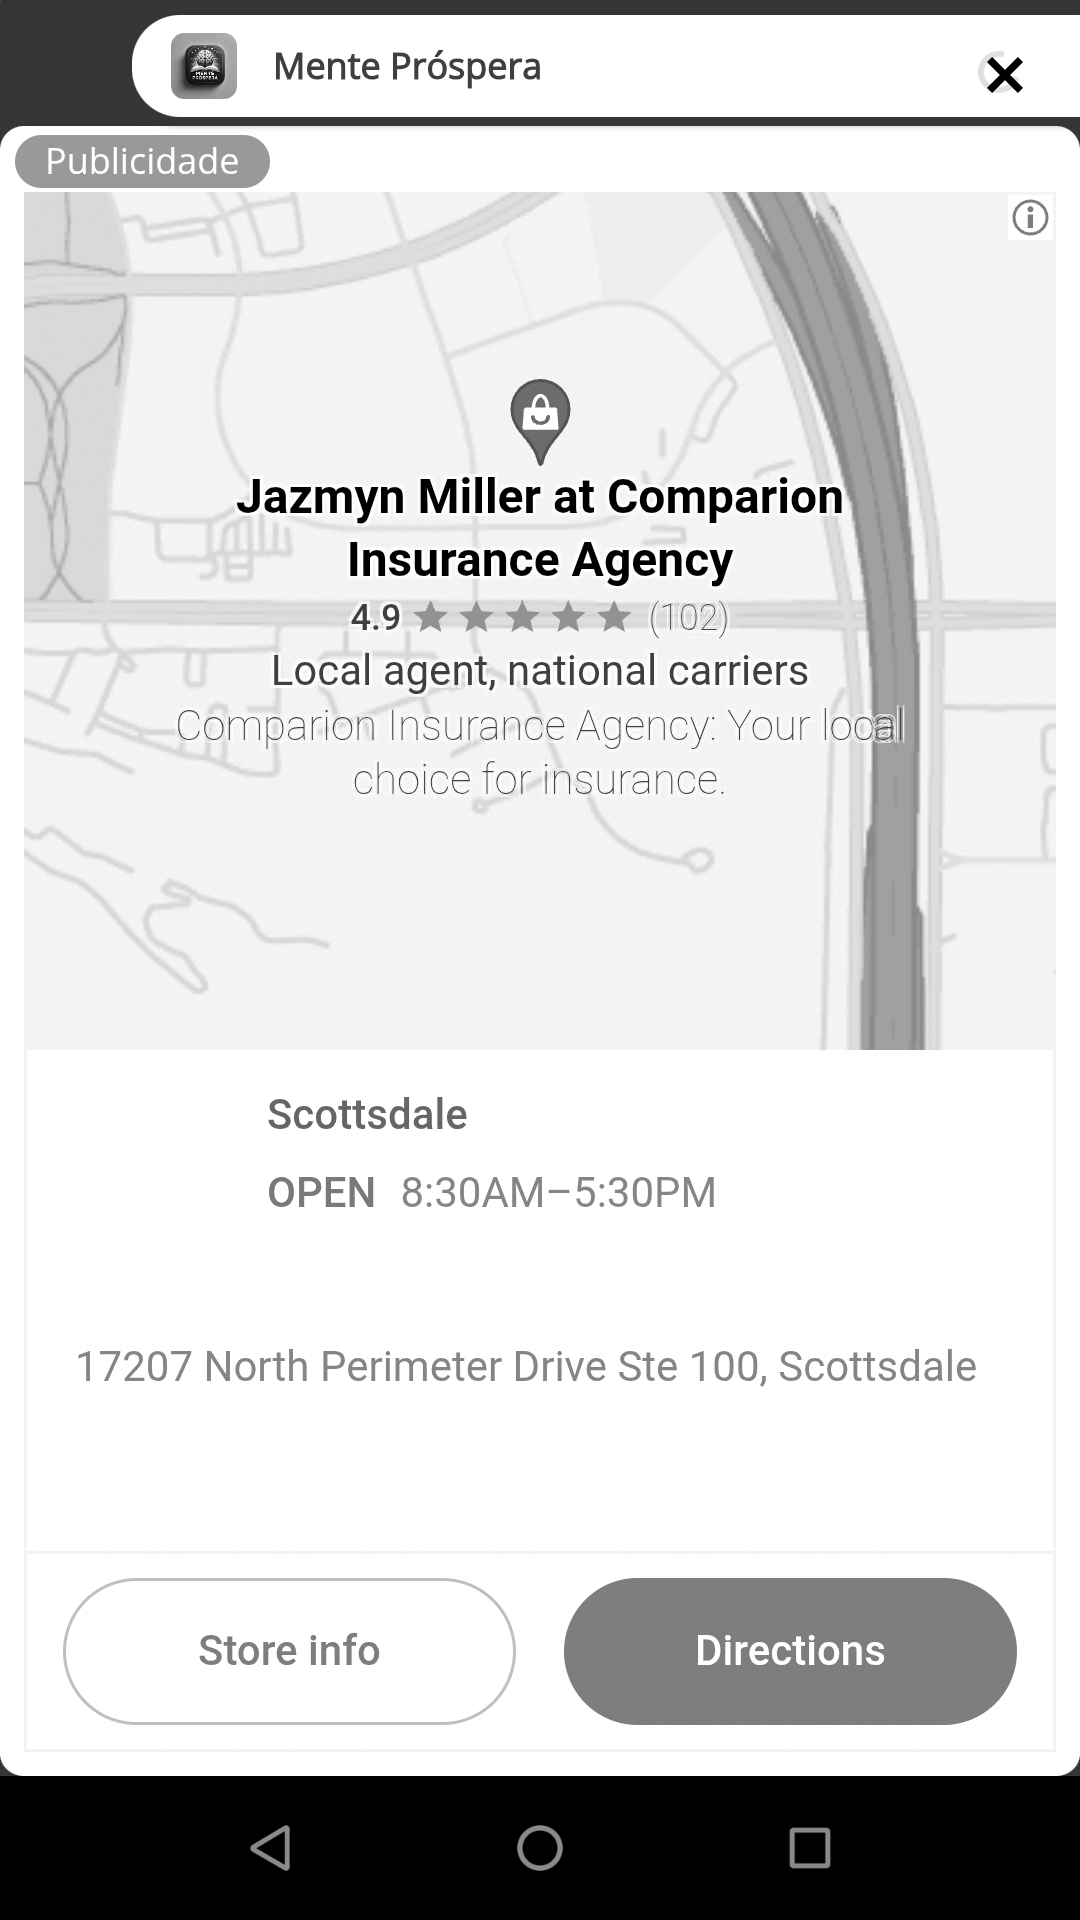 MENTE
PRÓSPERA
Mente Próspera
Publicidade
Jazmyn Miller at Comparion
Insurance Agency
4.9 ★★★★★ (102)
Local agent, national carriers
Comparion Insurance Agency: Your local
choice for insurance.
Scottsdale
OPEN 8:30AM–5:30PM
17207 North Perimeter Drive Ste 100, Scottsdale
Store info
Directions